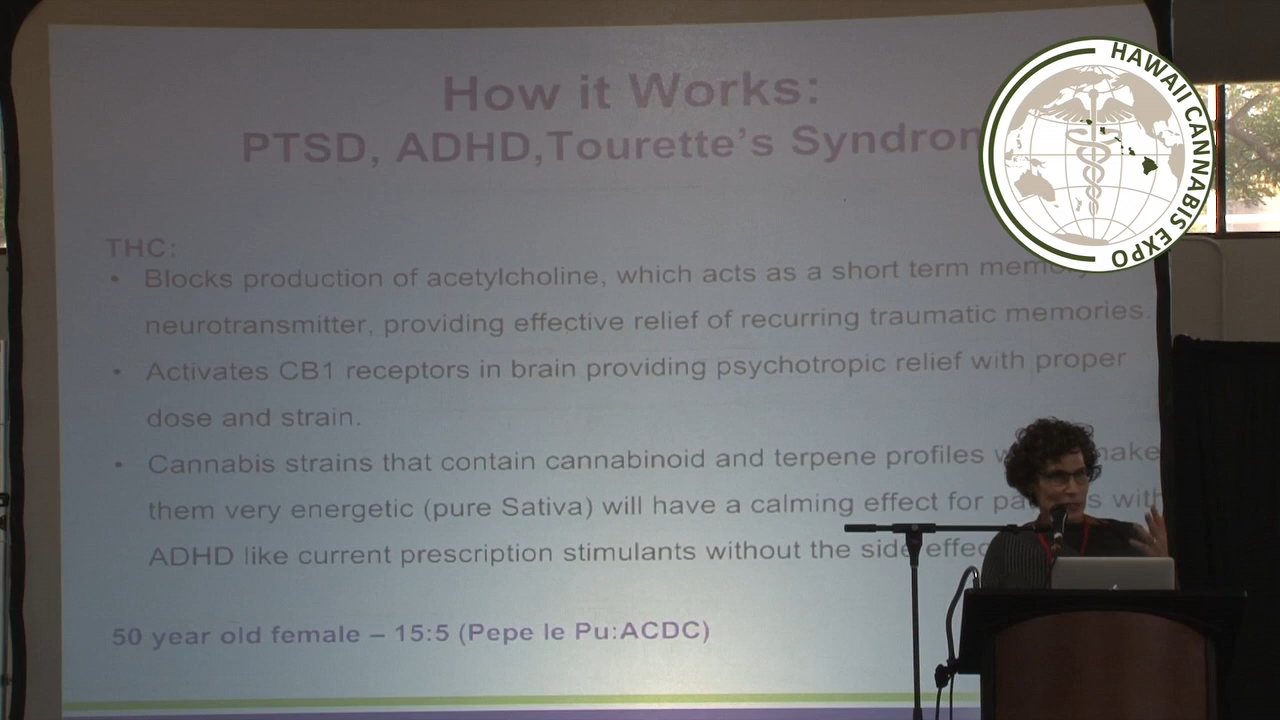 How it Works:
PTSD, ADHD,Tourette's Syndrom
HAWAII CANNABIS EXPO
THC:
• Blocks production of acetylcholine, which acts as a short term memory
neurotransmitter, providing effective relief of recurring traumatic memories.
• Activates CB1 receptors in brain providing psychotropic relief with proper
dose and strain.
• Cannabis strains that contain cannabinoid and terpene profiles
them very energetic (pure Sativa) will have a calming effect for with
ADHD like current prescription stimulants without the side
50 year old female – 15:5 (Pepe le Pu:ACDC)